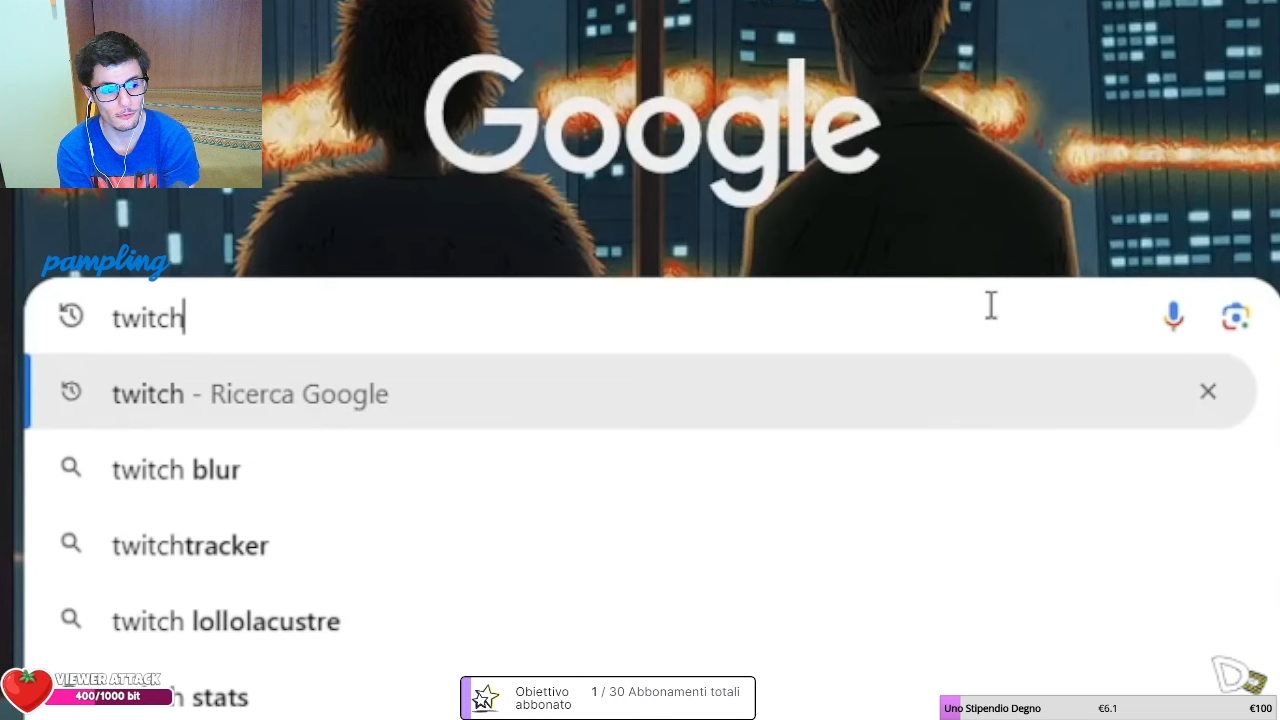 Google
pampling
twitch
twitch - Ricerca Google
twitch blur
twitchtracker
twitch lollolacustre
h stats
VIEWER ATTACK
400/1000 bit
Obiettivo abbonato
1 / 30 Abbonamenti totali
Uno Stipendio Degno €6.1 €100